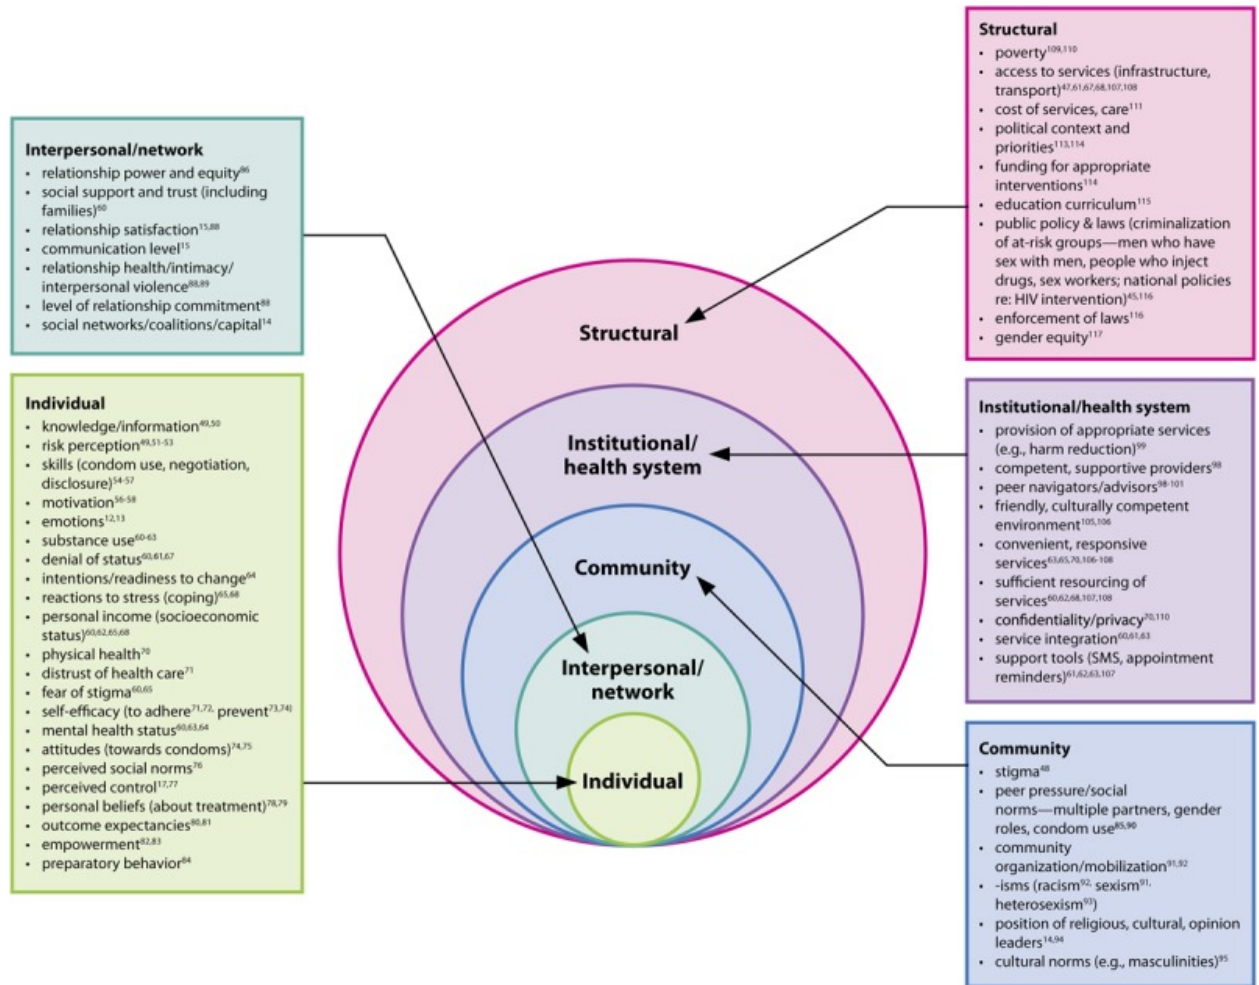 Interpersonal/network
• relationship power and equity86
• social support and trust (including
families)60
• relationship satisfaction15,88
• communication level15
• relationship health/intimacy/
interpersonal violence88,89
• level of relationship commitment88
• social networks/coalitions/capital14
Individual
• knowledge/information49,50
• risk perception49,51-53
• skills (condom use, negotiation,
disclosure)54-57
• motivation56-58
• emotions12,13
• substance use60-63
• denial of status60,61,67
• intentions/readiness to change64
• reactions to stress (coping)65,68
• personal income (socioeconomic
status)60,62,65,68
• physical health70
• distrust of health care71
• fear of stigma60,65
• self-efficacy (to adhere71,72, prevent73,74)
• mental health status60,63,64
• attitudes (towards condoms)74,75
• perceived social norms76
• perceived control17,77
• personal beliefs (about treatment)78,79
• outcome expectancies80,81
• empowerment82,83
• preparatory behavior84
Structural
Institutional/
health system
Community
Interpersonal/
network
Individual
Structural
• poverty109,110
• access to services (infrastructure,
transport)47,61,67,68,107,108
• cost of services, care111
• political context and
priorities113,114
• funding for appropriate
interventions114
• education curriculum115
• public policy & laws (criminalization
of at-risk groups—men who have
sex with men, people who inject
drugs, sex workers; national policies
re: HIV intervention)45,116
• enforcement of laws116
• gender equity117
Institutional/health system
• provision of appropriate services
(e.g., harm reduction)99
• competent, supportive providers98
• peer navigators/advisors98-101
• friendly, culturally competent
environment105,106
• convenient, responsive
services63,65,70,106-108
• sufficient resourcing of
services60,62,68,107,108
• confidentiality/privacy70,110
• service integration60,61,63
• support tools (SMS, appointment
reminders)61,62,63,107
Community
• stigma48
• peer pressure/social
norms—multiple partners, gender
roles, condom use85,90
• community
organization/mobilization91,92
• -isms (racism92, sexism91,
heterosexism93)
• position of religious, cultural, opinion
leaders14,94
• cultural norms (e.g., masculinities)95